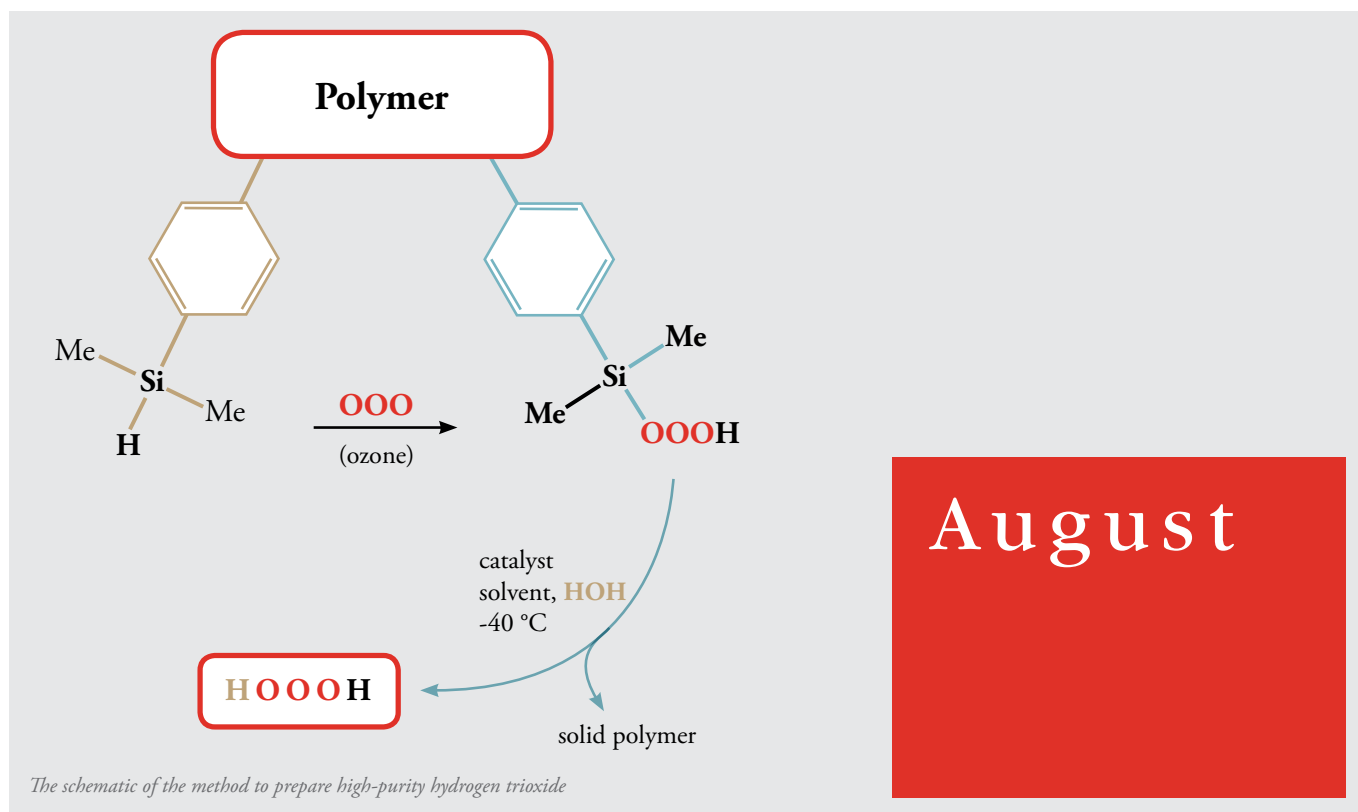 Polymer
Me
Si
Me
H
OOO
(ozone)
Me
Si
Me
OOOH
catalyst
solvent, HOH
-40 °C
HOOOH
solid polymer
The schematic of the method to prepare high-purity hydrogen trioxide
August